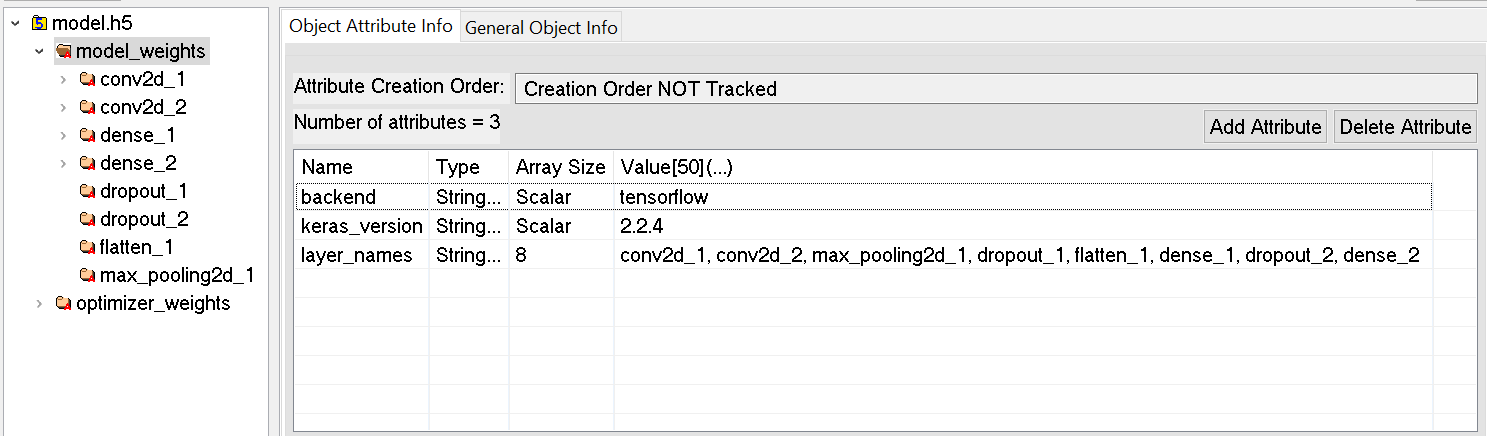 model.h5
model_weights
conv2d_1
conv2d_2
dense_1
dense_2
dropout_1
dropout_2
flatten_1
max_pooling2d_1
optimizer_weights
Object Attribute Info General Object Info
Attribute Creation Order: Creation Order NOT Tracked
Number of attributes = 3
Add Attribute Delete Attribute
Name Type Array Size Value[50](...)
backend String... Scalar tensorflow
keras_version String... Scalar 2.2.4
layer_names String... 8 conv2d_1, conv2d_2, max_pooling2d_1, dropout_1, flatten_1, dense_1, dropout_2, dense_2